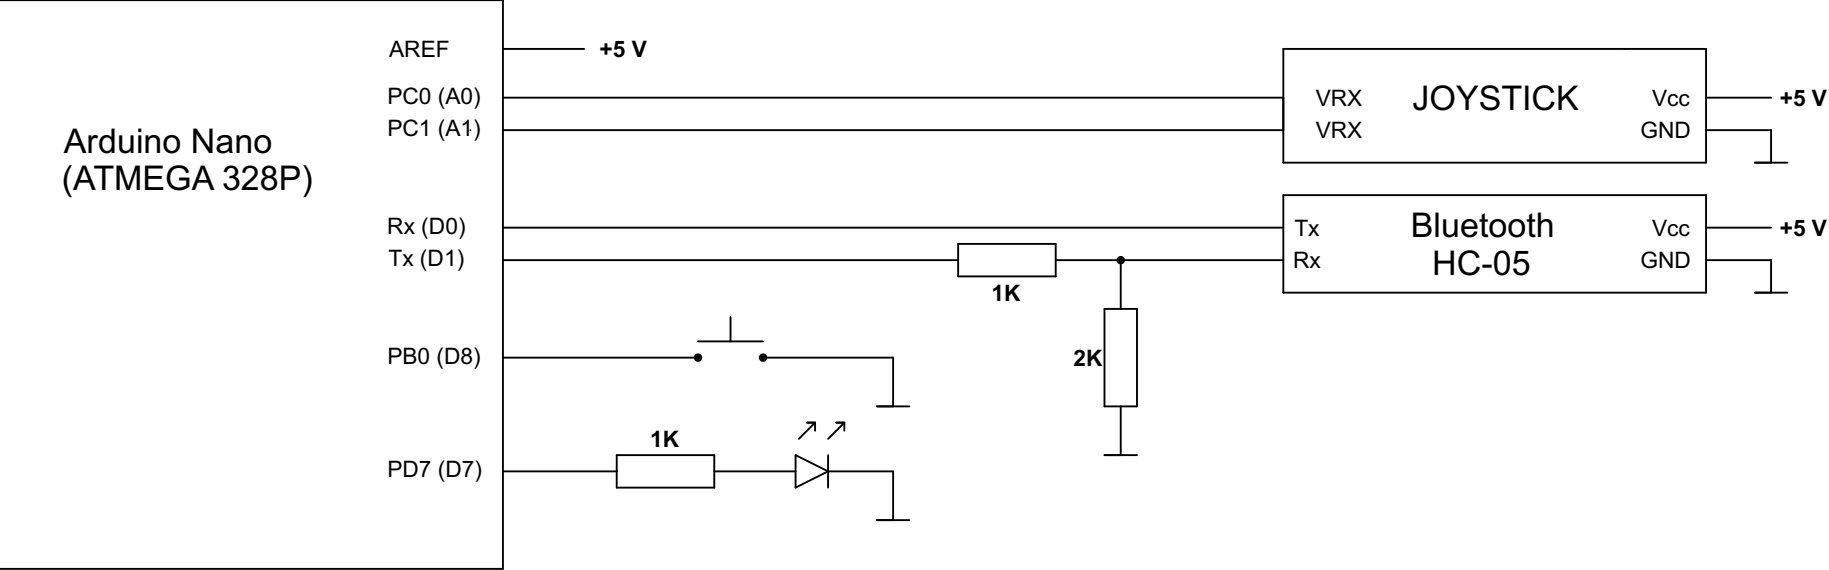 AREF
+5 V
PC0 (A0)
PC1 (A1)
Arduino Nano
(ATMEGA 328P)
Rx (D0)
Tx (D1)
PB0 (D8)
PD7 (D7)
VRX
VRX
JOYSTICK
Vcc
GND
+5 V
Tx
Rx
Bluetooth
HC-05
Vcc
GND
+5 V
1K
2K
1K